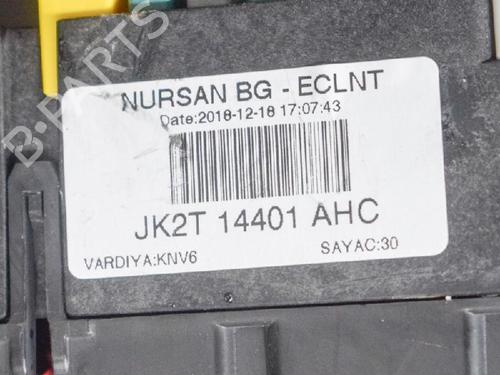 NURSAN BG - ECLNT
Date:2018-12-18 17:07:43
JK2T 14401 AHC
VARDIYA:KNV6
SAYAC:30
B-PARTS